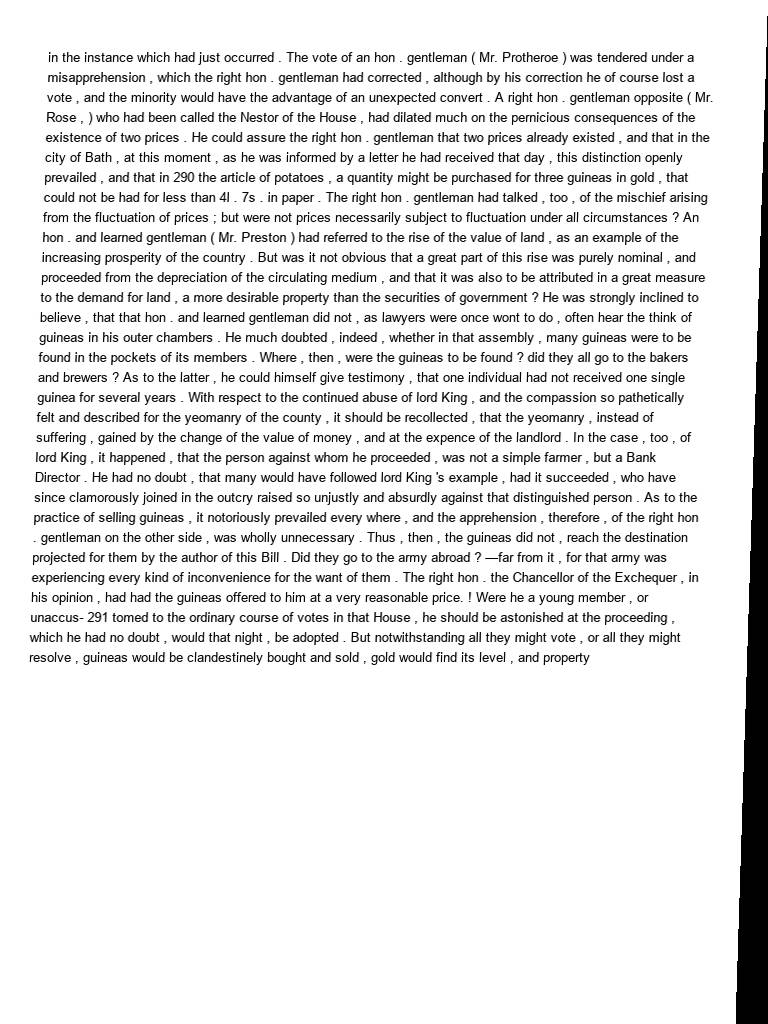 in the instance which had just occurred . The vote of an hon . gentleman ( Mr. Protheroe ) was tendered under a
misapprehension , which the right hon . gentleman had corrected , although by his correction he of course lost a
vote , and the minority would have the advantage of an unexpected convert . A right hon . gentleman opposite ( Mr.
Rose , ) who had been called the Nestor of the House , had dilated much on the pernicious consequences of the
existence of two prices . He could assure the right hon . gentleman that two prices already existed , and that in the
city of Bath , at this moment , as he was informed by a letter he had received that day , this distinction openly
prevailed , and that in 290 the article of potatoes , a quantity might be purchased for three guineas in gold , that
could not be had for less than 4l . 7s . in paper . The right hon . gentleman had talked , too , of the mischief arising
from the fluctuation of prices ; but were not prices necessarily subject to fluctuation under all circumstances ? An
hon . and learned gentleman ( Mr. Preston ) had referred to the rise of the value of land , as an example of the
increasing prosperity of the country . But was it not obvious that a great part of this rise was purely nominal , and
proceeded from the depreciation of the circulating medium , and that it was also to be attributed in a great measure
to the demand for land , a more desirable property than the securities of government ? He was strongly inclined to
believe , that that hon . and learned gentleman did not , as lawyers were once wont to do , often hear the think of
guineas in his outer chambers . He much doubted , indeed , whether in that assembly , many guineas were to be
found in the pockets of its members . Where , then , were the guineas to be found ? did they all go to the bakers
and brewers ? As to the latter , he could himself give testimony , that one individual had not received one single
guinea for several years . With respect to the continued abuse of lord King , and the compassion so pathetically
felt and described for the yeomanry of the county , it should be recollected , that the yeomanry , instead of
suffering , gained by the change of the value of money , and at the expence of the landlord . In the case , too , of
lord King , it happened , that the person against whom he proceeded , was not a simple farmer , but a Bank
Director . He had no doubt , that many would have followed lord King 's example , had it succeeded , who have
since clamorously joined in the outcry raised so unjustly and absurdly against that distinguished person . As to the
practice of selling guineas , it notoriously prevailed every where , and the apprehension , therefore , of the right hon
. gentleman on the other side , was wholly unnecessary . Thus , then , the guineas did not , reach the destination
projected for them by the author of this Bill . Did they go to the army abroad ? —far from it , for that army was
experiencing every kind of inconvenience for the want of them . The right hon . the Chancellor of the Exchequer , in
his opinion , had had the guineas offered to him at a very reasonable price. ! Were he a young member , or
unaccus- 291 tomed to the ordinary course of votes in that House , he should be astonished at the proceeding ,
which he had no doubt , would that night , be adopted . But notwithstanding all they might vote , or all they might
resolve , guineas would be clandestinely bought and sold , gold would find its level , and property